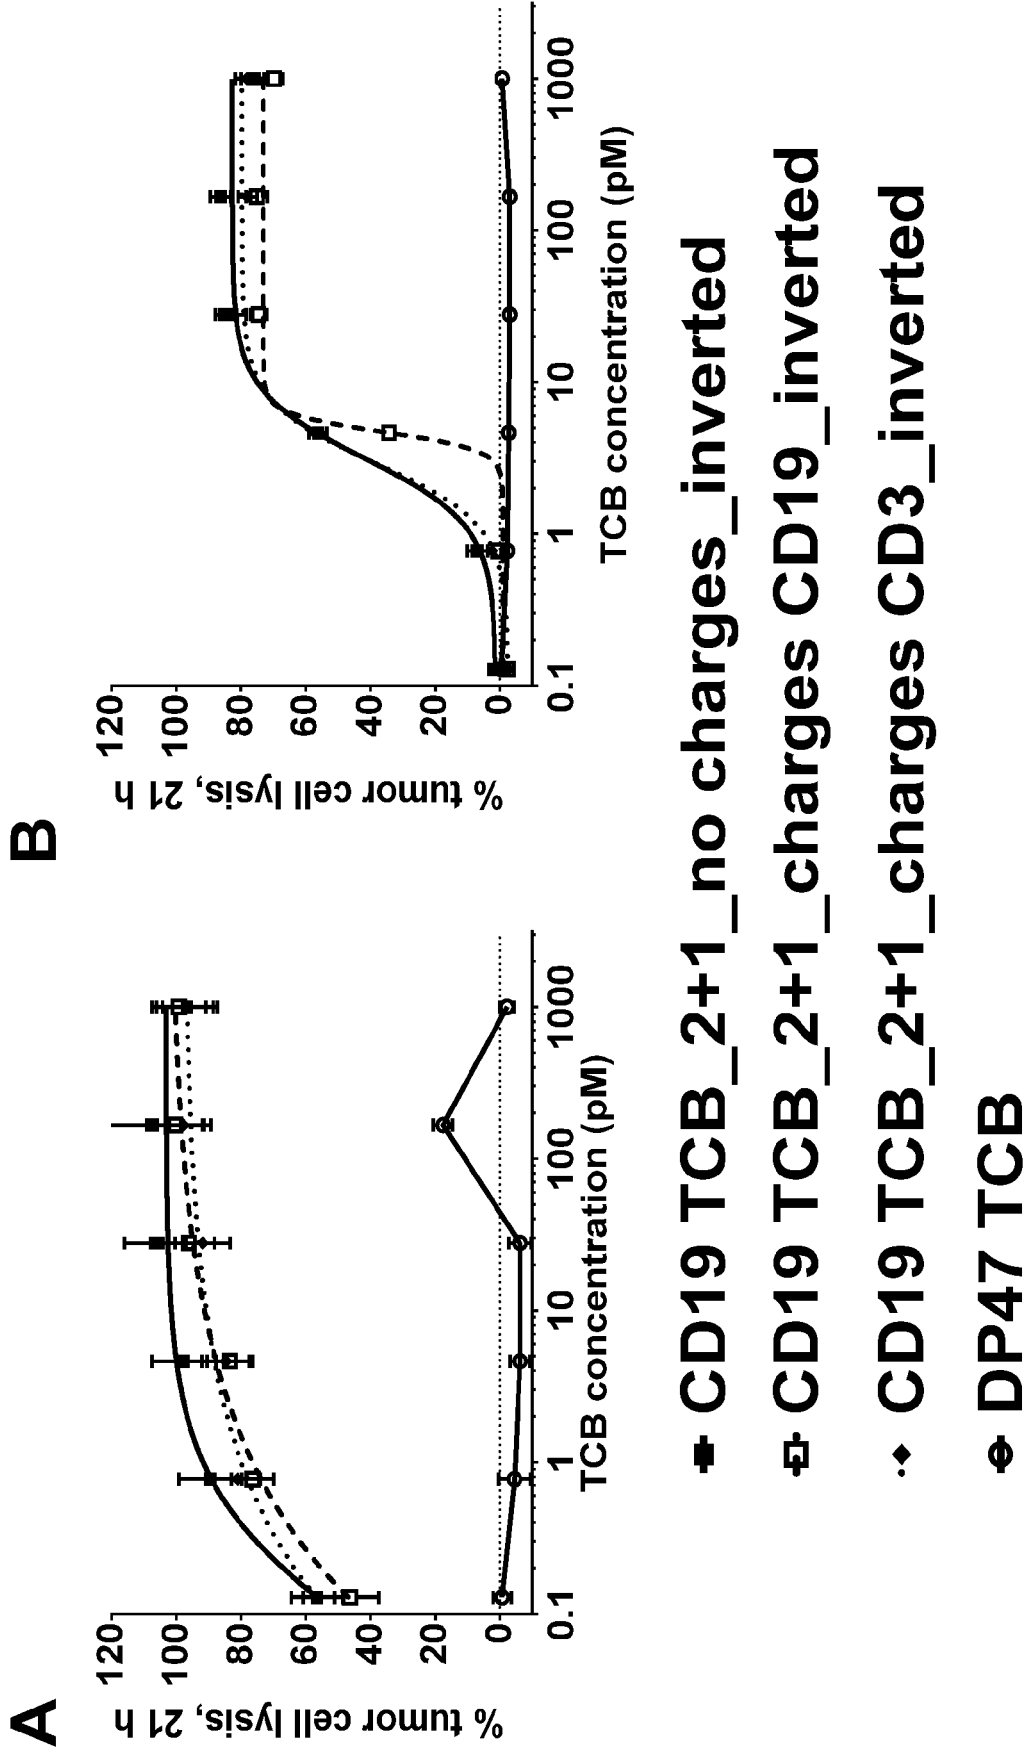 A
% tumor cell lysis, 21 h
120
100
80
60
40
20
0
0.1
1
10
100
1000
TCB concentration (pM)
B
% tumor cell lysis, 21 h
120
100
80
60
40
20
0
0.1
1
10
100
1000
TCB concentration (pM)
CD19 TCB_2+1_no charges_inverted
CD19 TCB_2+1_charges CD19_inverted
CD19 TCB_2+1_charges CD3_inverted
DP47 TCB